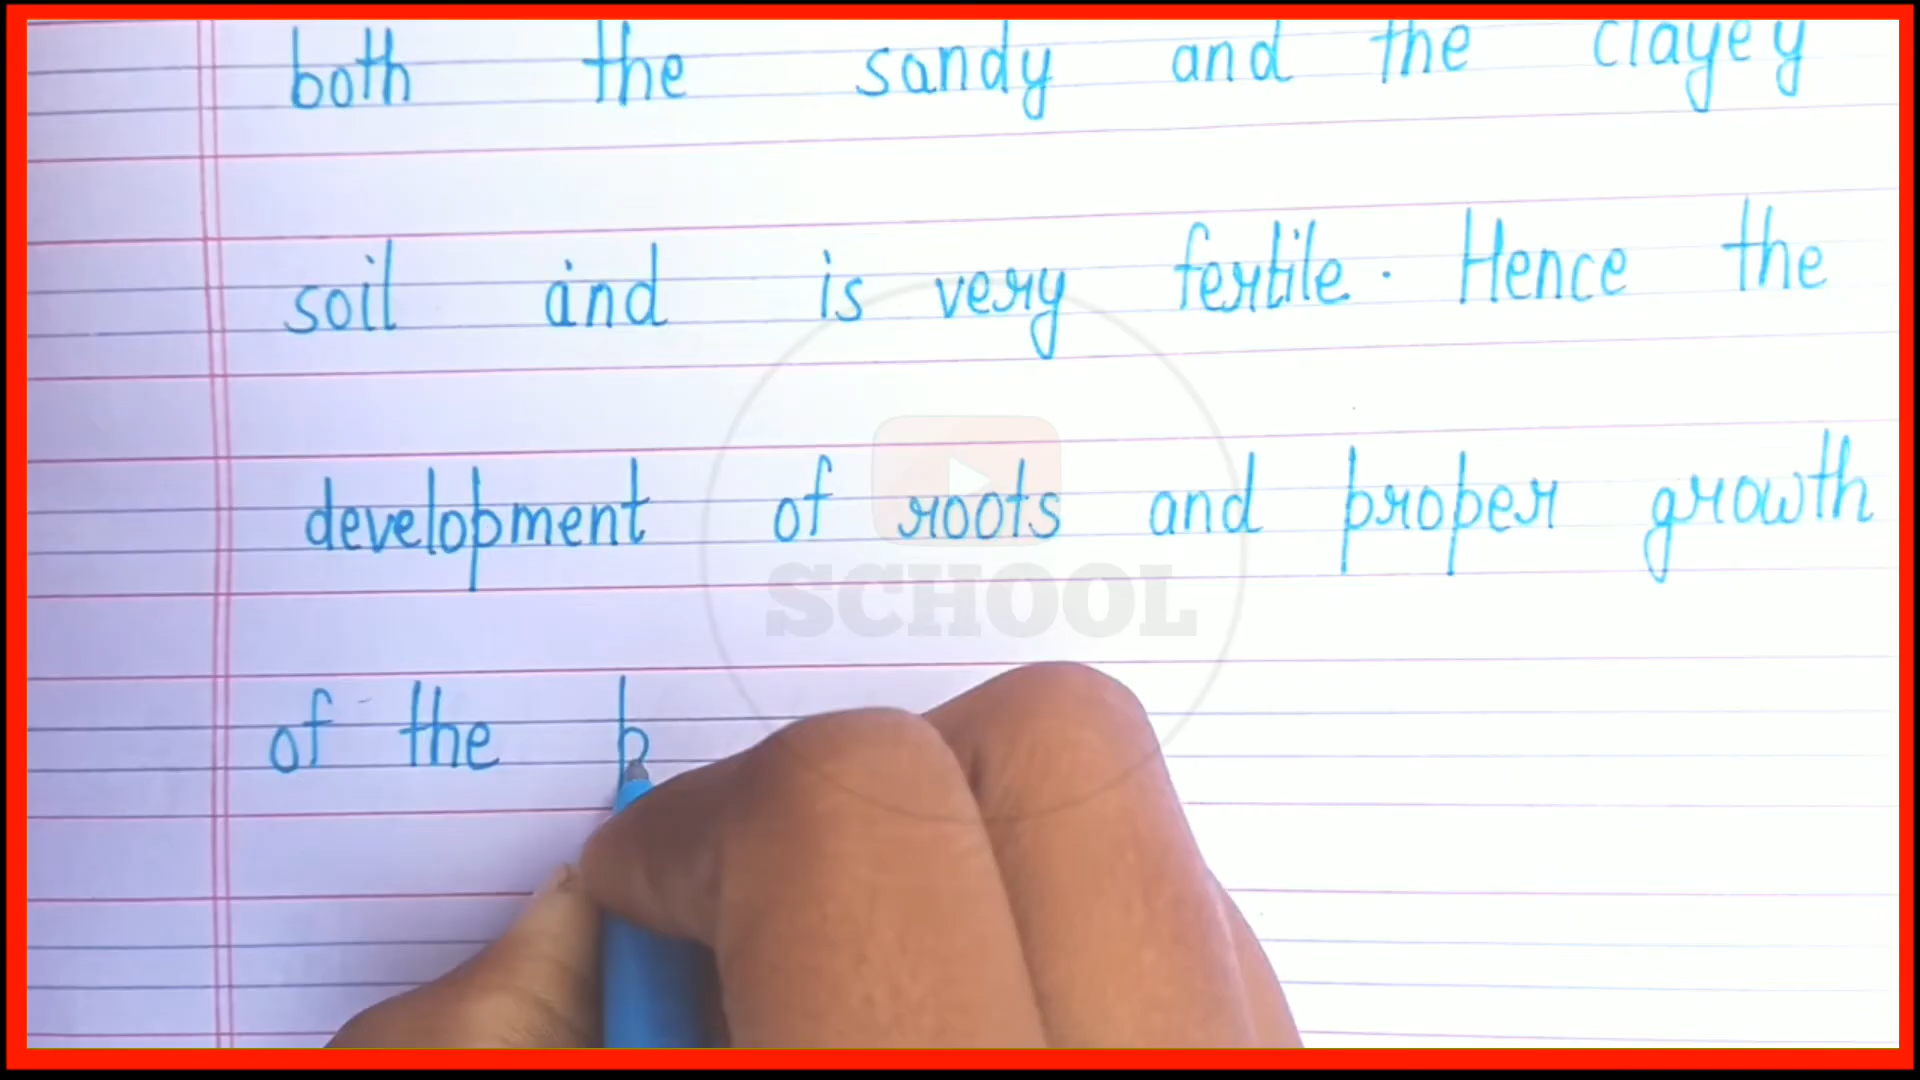 both the sandy and the clayey
soil and is very fertile. Hence the
development of roots and proper growth
of the p
SCHOOL